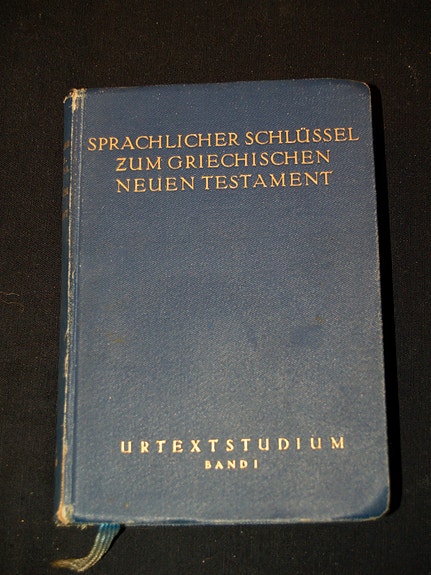 SPRACHLICHER SCHLÜSSEL
ZUM GRIECHISCHEN
NEUEN TESTAMENT
URTEXTSTUDIUM
BAND I